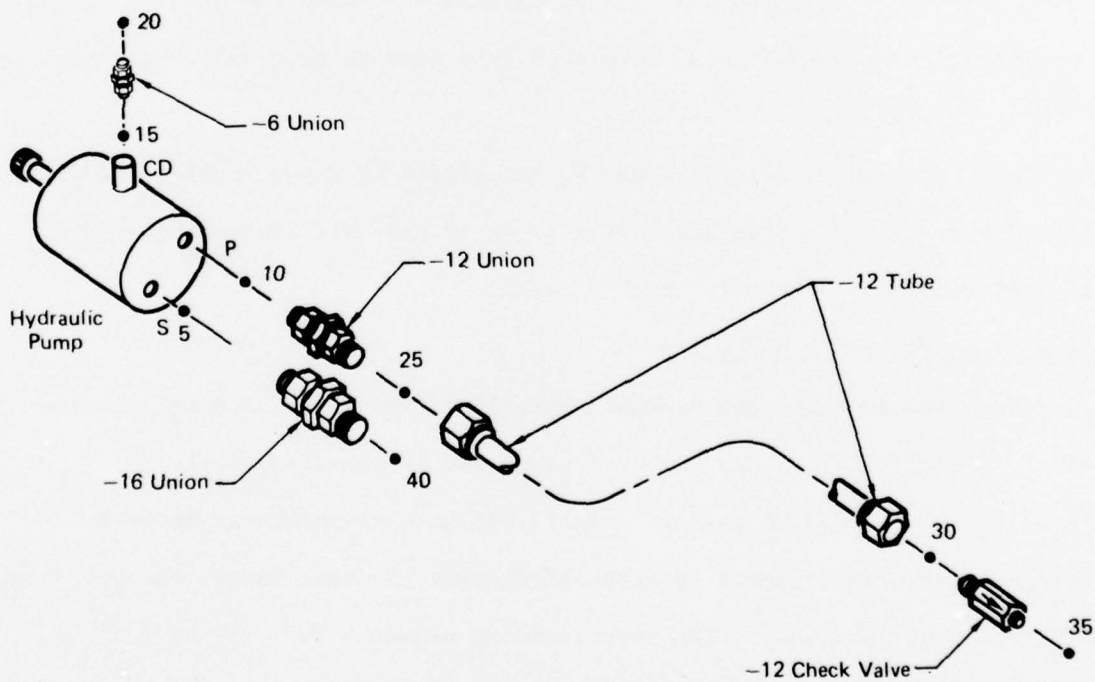 20
-6 Union
15
CD
P
10
-12 Union
-12 Tube
Hydraulic
Pump
S 5
25
-16 Union
40
30
35
-12 Check Valve